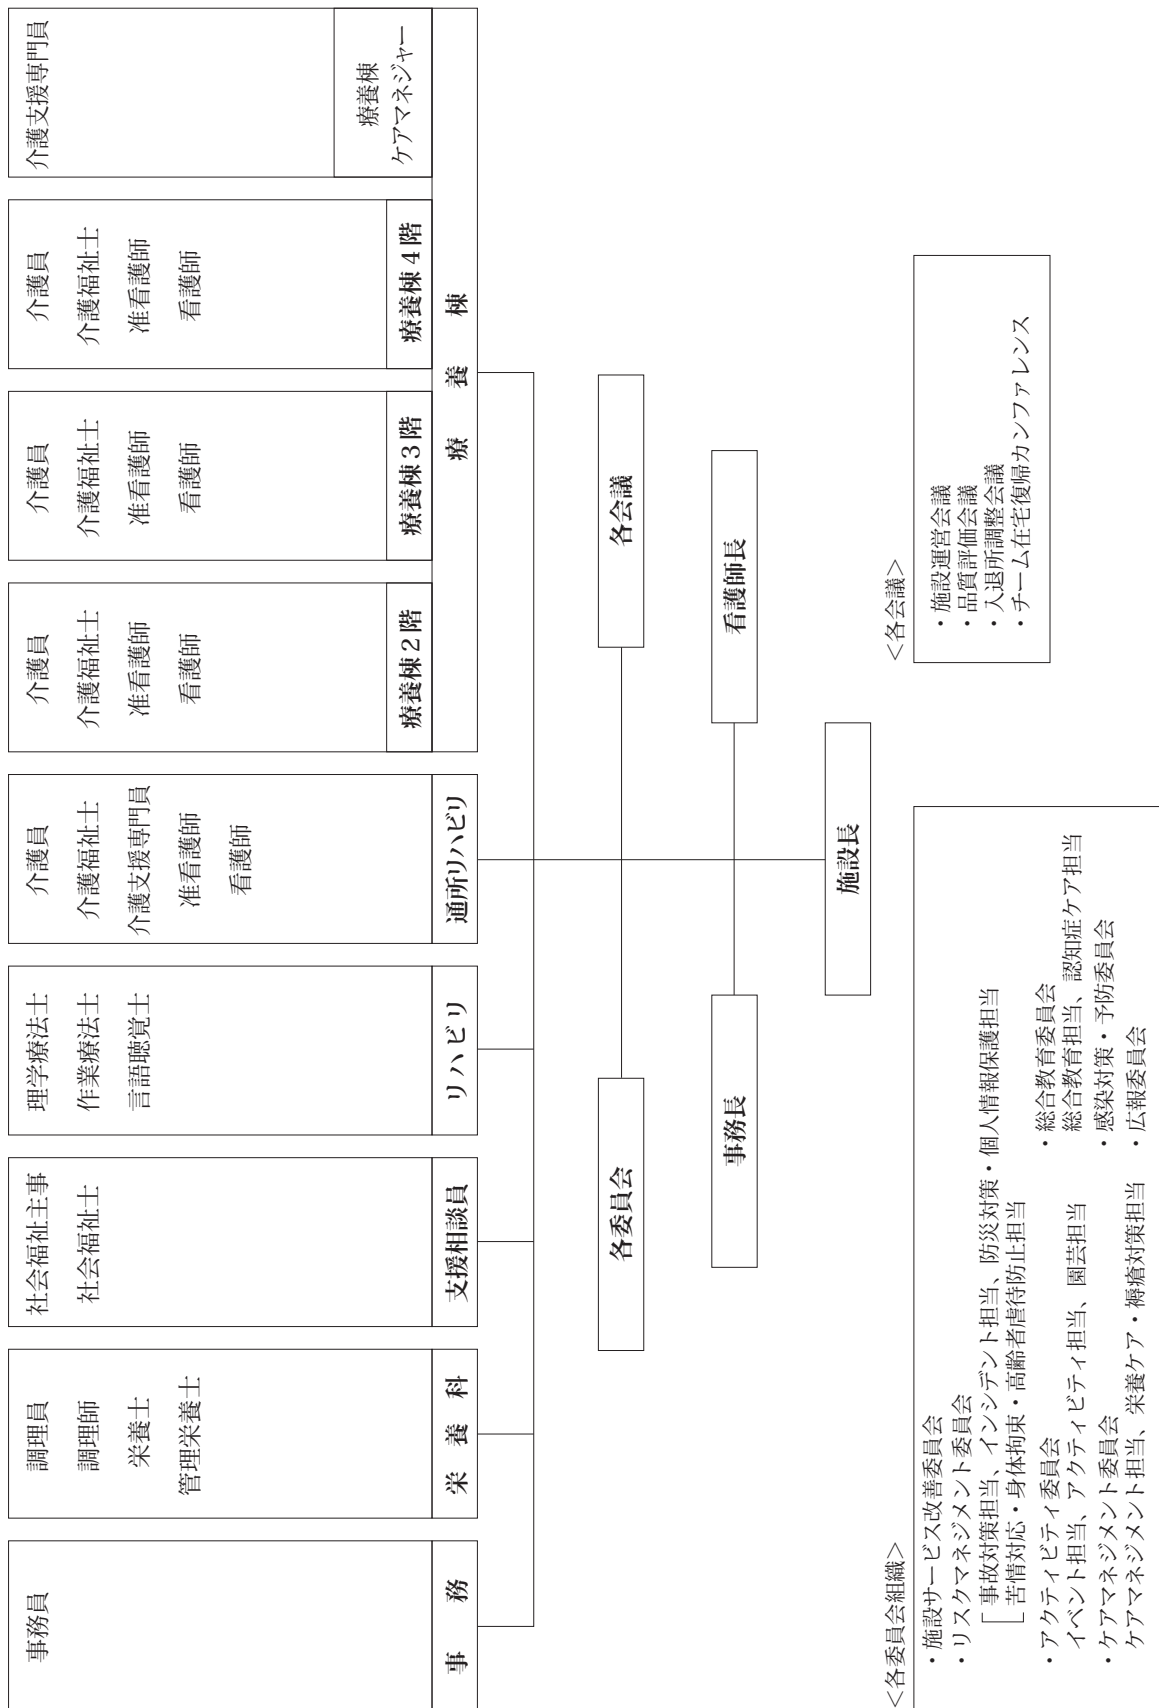 事務員
事務
調理員
調理師
栄養士
管理栄養士
栄養科
社会福祉主事
社会福祉士
支援相談員
理学療法士
作業療法士
言語聴覚士
リハビリ
介護員
介護福祉士
介護支援専門員
准看護師
看護師
通所リハビリ
介護員
介護福祉士
准看護師
看護師
療養棟2階
介護員
介護福祉士
准看護師
看護師
療養棟3階
介護員
介護福祉士
准看護師
看護師
療養棟4階
介護支援専門員
療養棟
ケアマネジャー
療養棟
各委員会
各会議
事務長
看護師長
施設長
<各委員会組織>
・施設サービス改善委員会
・リスクマネジメント委員会
[事故対策担当、インシデント担当、防災対策・個人情報保護担当
苦情対応・身体拘束・高齢者虐待防止担当
・アクティビティ委員会
イベント担当、アクティビティ担当、園芸担当
・ケアマネジメント委員会
ケアマネジメント担当、栄養ケア・褥瘡対策担当
・総合教育委員会
総合教育担当、認知症ケア担当
・感染対策・予防委員会
・広報委員会
<各会議>
・施設運営会議
・品質評価会議
・入退所調整会議
・チーム在宅復帰カンファレンス